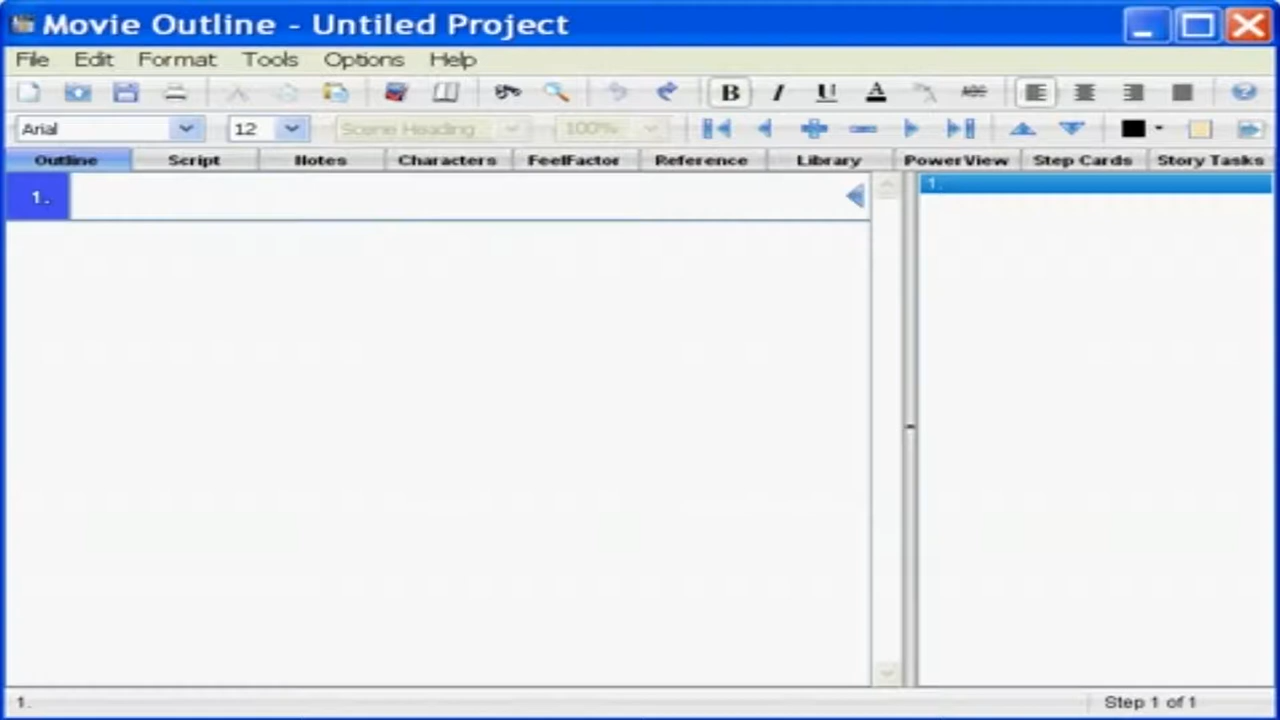 Movie Outline - Untiled Project
File Edit Format Tools Options Help
B I U A ABC
Arial 12 Scene Heading 100%
Outline Script Notes Characters FeelFactor Reference Library PowerView Step Cards Story Tasks
1. 1.
1. Step 1 of 1